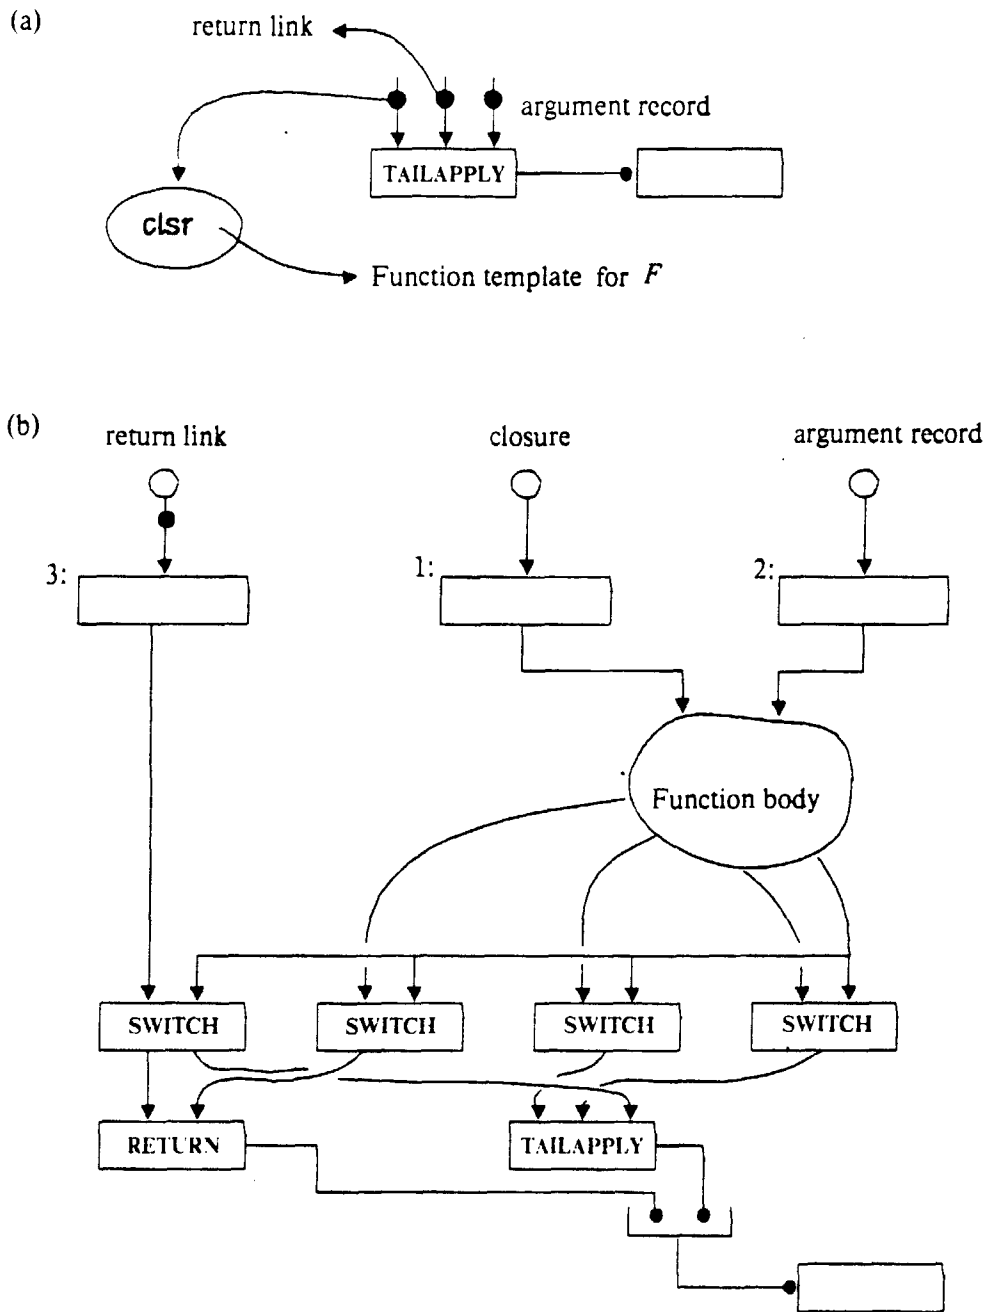 (a)
return link
argument record
TAILAPPLY
clsr
Function template for F
(b)
return link
closure
argument record
3:
1:
2:
Function body
SWITCH
SWITCH
SWITCH
SWITCH
RETURN
TAILAPPLY